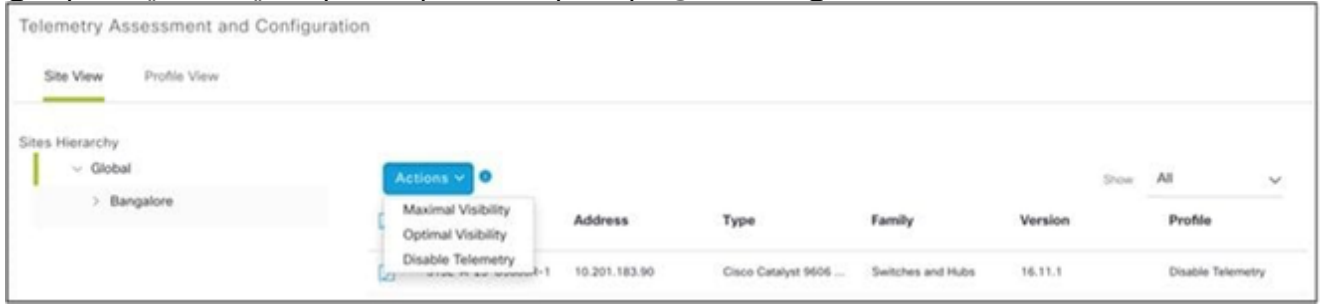 Telemetry Assessment and Configuration
Site View Profile View
Sites Hierarchy
Global
Bangalore
Actions
Show All
Maximal Visibility
Optimal Visibility
Disable Telemetry
Address Type Family Version Profile
10.201.183.90 Cisco Catalyst 9606 ... Switches and Hubs 16.11.1 Disable Telemetry